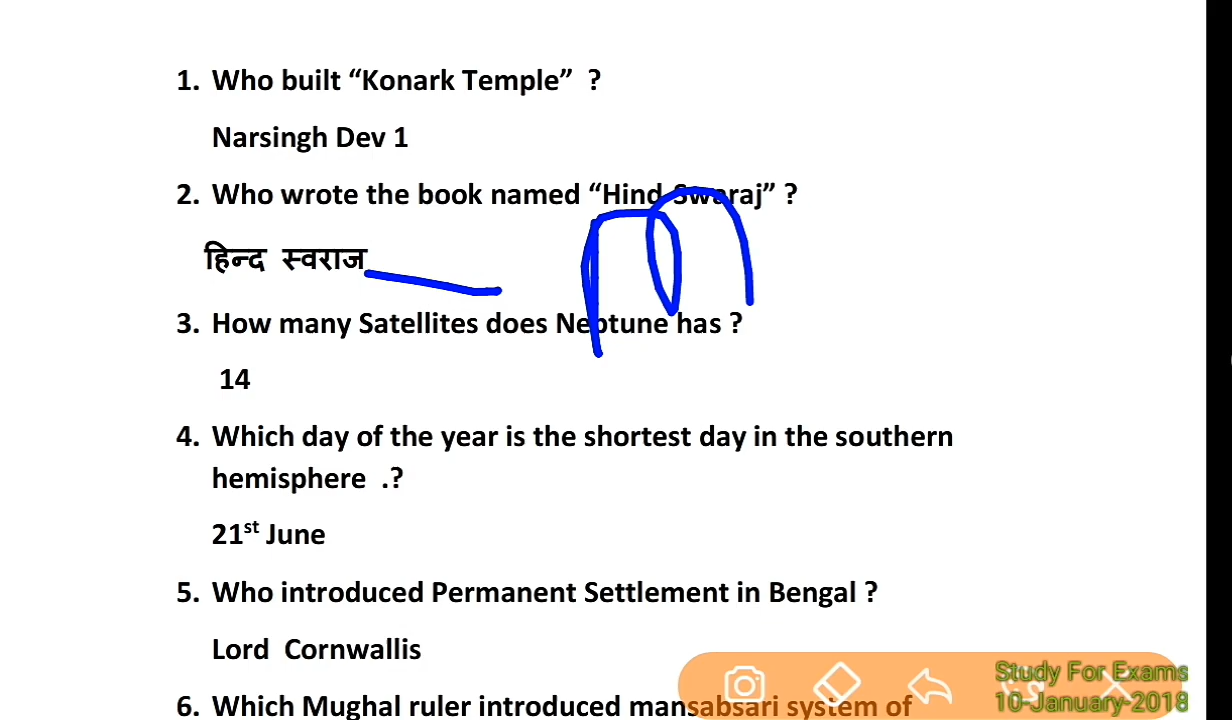 1. Who built “Konark Temple” ?
Narsingh Dev 1
2. Who wrote the book named “Hind Swaraj” ?
हिन्द स्वराज
3. How many Satellites does Neptune has ?
14
4. Which day of the year is the shortest day in the southern
hemisphere .?
21st June
5. Who introduced Permanent Settlement in Bengal ?
Lord Cornwallis
6. Which Mughal ruler introduced mansabsari system of
Study For Exams
10-January-2018